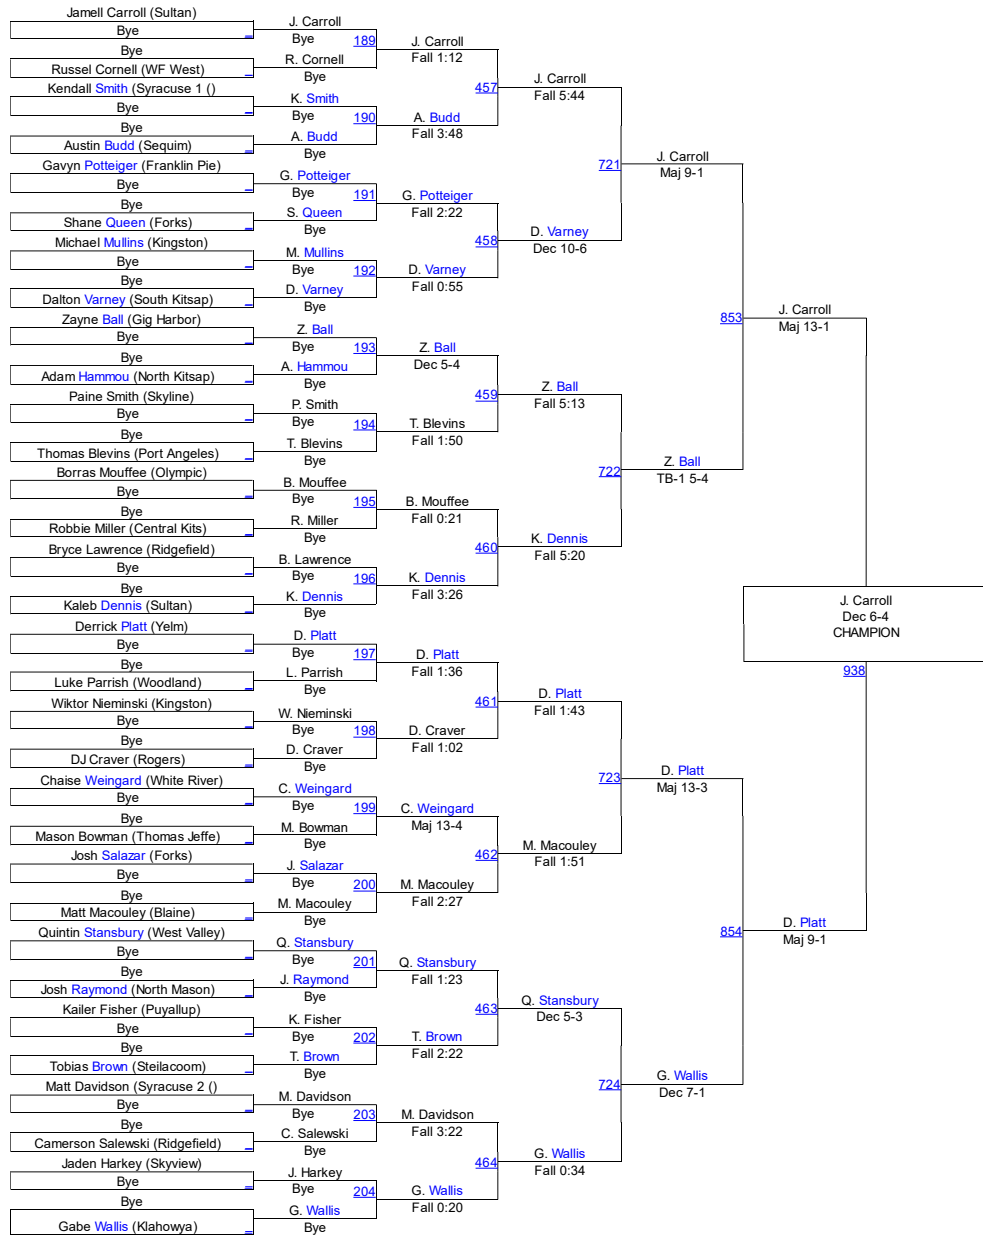 Jamell Carroll (Sultan)
Bye
Bye
Russel Cornell (WF West)
Kendall Smith (Syracuse 1 ()
Bye
Bye
Austin Budd (Sequim)
Gavyn Potteiger (Franklin Pie)
Bye
Bye
Shane Queen (Forks)
Michael Mullins (Kingston)
Bye
Bye
Dalton Varney (South Kitsap)
Zayne Ball (Gig Harbor)
Bye
Bye
Adam Hammou (North Kitsap)
Paine Smith (Skyline)
Bye
Bye
Thomas Blevins (Port Angeles)
Borras Mouffee (Olympic)
Bye
Bye
Robbie Miller (Central Kits)
Bryce Lawrence (Ridgefield)
Bye
Bye
Kaleb Dennis (Sultan)
Derrick Platt (Yelm)
Bye
Bye
Luke Parrish (Woodland)
Wiktor Nieminski (Kingston)
Bye
Bye
DJ Craver (Rogers)
Chaise Weingard (White River)
Bye
Bye
Mason Bowman (Thomas Jeffe)
Josh Salazar (Forks)
Bye
Bye
Matt Macouley (Blaine)
Quintin Stansbury (West Valley)
Bye
Bye
Josh Raymond (North Mason)
Kailer Fisher (Puyallup)
Bye
Bye
Tobias Brown (Steilacoom)
Matt Davidson (Syracuse 2 ()
Bye
Bye
Camerson Salewski (Ridgefield)
Jaden Harkey (Skyview)
Bye
Bye
Gabe Wallis (Klahowya)
J. Carroll
Bye
189
R. Cornell
Bye
K. Smith
Bye
190
A. Budd
Bye
G. Potteiger
Bye
191
S. Queen
Bye
M. Mullins
Bye
192
D. Varney
Bye
Z. Ball
Bye
193
A. Hammou
Bye
P. Smith
Bye
194
T. Blevins
Bye
B. Mouffee
Bye
195
R. Miller
Bye
B. Lawrence
Bye
196
K. Dennis
Bye
D. Platt
Bye
197
L. Parrish
Bye
W. Nieminski
Bye
198
D. Craver
Bye
C. Weingard
Bye
199
M. Bowman
Bye
J. Salazar
Bye
200
M. Macouley
Bye
Q. Stansbury
Bye
201
J. Raymond
Bye
K. Fisher
Bye
202
T. Brown
Bye
M. Davidson
Bye
203
C. Salewski
Bye
J. Harkey
Bye
204
G. Wallis
Bye
J. Carroll
Fall 1:12
457
A. Budd
Fall 3:48
G. Potteiger
Fall 2:22
458
D. Varney
Fall 0:55
Z. Ball
Dec 5-4
459
T. Blevins
Fall 1:50
B. Mouffee
Fall 0:21
460
K. Dennis
Fall 3:26
D. Platt
Fall 1:36
461
D. Craver
Fall 1:02
C. Weingard
Maj 13-4
462
M. Macouley
Fall 2:27
Q. Stansbury
Fall 1:23
463
T. Brown
Fall 2:22
M. Davidson
Fall 3:22
464
G. Wallis
Fall 0:20
J. Carroll
Fall 5:44
721
D. Varney
Dec 10-6
Z. Ball
Fall 5:13
722
K. Dennis
Fall 5:20
D. Platt
Fall 1:43
723
M. Macouley
Fall 1:51
Q. Stansbury
Dec 5-3
724
G. Wallis
Fall 0:34
J. Carroll
Maj 9-1
853
Z. Ball
TB-1 5-4
D. Platt
Maj 13-3
854
G. Wallis
Dec 7-1
J. Carroll
Maj 13-1
J. Carroll
Dec 6-4
CHAMPION
938
D. Platt
Maj 9-1